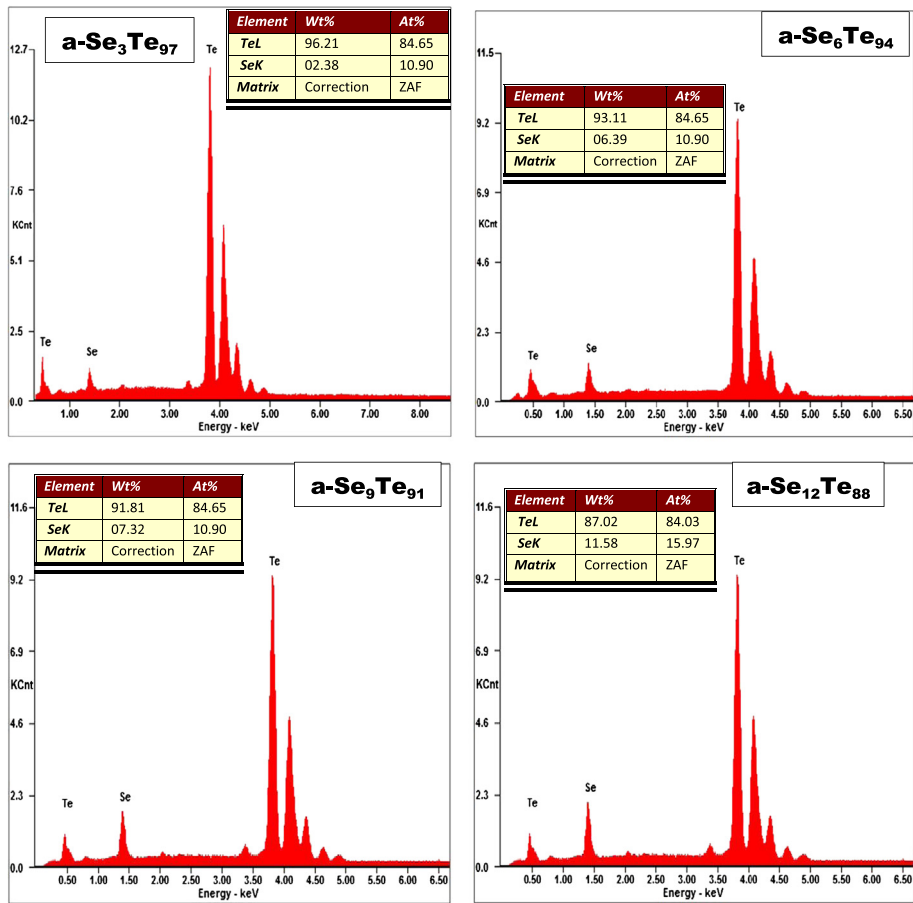 a-Se₃Te₉₇
Element Wt% At%
TeL 96.21 84.65
SeK 02.38 10.90
Matrix Correction ZAF
12.7
10.2
7.6
KCnt
5.1
2.5
0.0
Te
Se
Te
1.00 2.00 3.00 4.00 5.00 6.00 7.00 8.00
Energy - keV
a-Se₆Te₉₄
Element Wt% At%
TeL 93.11 84.65
SeK 06.39 10.90
Matrix Correction ZAF
11.5
9.2
6.9
KCnt
4.6
2.3
0.0
Te
Se
Te
0.50 1.00 1.50 2.00 2.50 3.00 3.50 4.00 4.50 5.00 5.50 6.00 6.50
Energy - keV
a-Se₉Te₉₁
Element Wt% At%
TeL 91.81 84.65
SeK 07.32 10.90
Matrix Correction ZAF
11.6
9.2
6.9
KCnt
4.6
2.3
0.0
Te
Se
Te
0.50 1.00 1.50 2.00 2.50 3.00 3.50 4.00 4.50 5.00 5.50 6.00 6.50
Energy - keV
a-Se₁₂Te₈₈
Element Wt% At%
TeL 87.02 84.03
SeK 11.58 15.97
Matrix Correction ZAF
11.6
9.2
6.9
KCnt
4.6
2.3
0.0
Te
Se
Te
0.50 1.00 1.50 2.00 2.50 3.00 3.50 4.00 4.50 5.00 5.50 6.00 6.50
Energy - keV